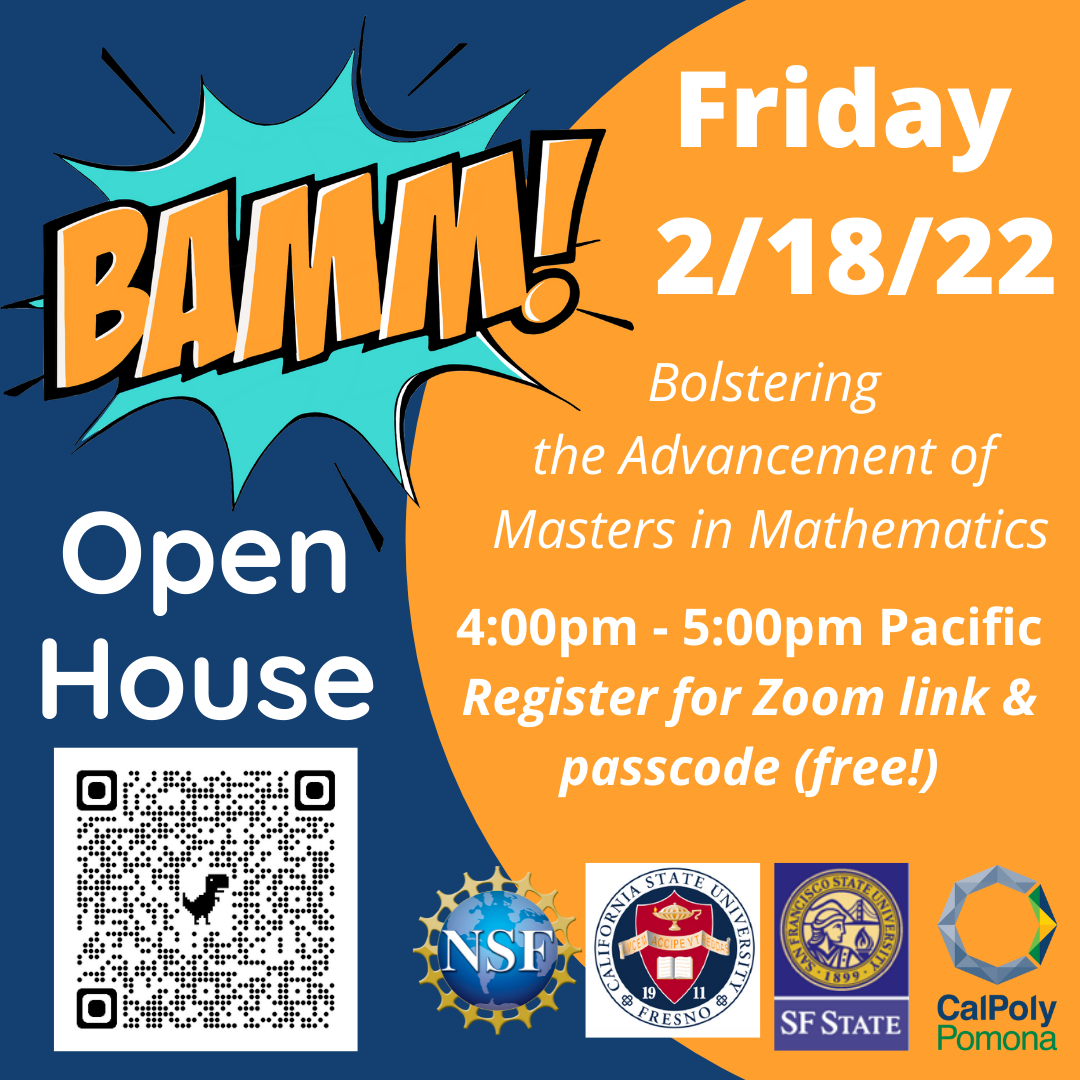 BAMM!
Friday
2/18/22
Bolstering
the Advancement of
Masters in Mathematics
4:00pm - 5:00pm Pacific
Register for Zoom link &
passcode (free!)
Open
House
NSF
CALIFORNIA STATE UNIVERSITY
ACCIPE YT REDDAS
19 11
FRESNO
SAN FRANCISCO STATE UNIVERSITY
1899
SF STATE
CalPoly
Pomona